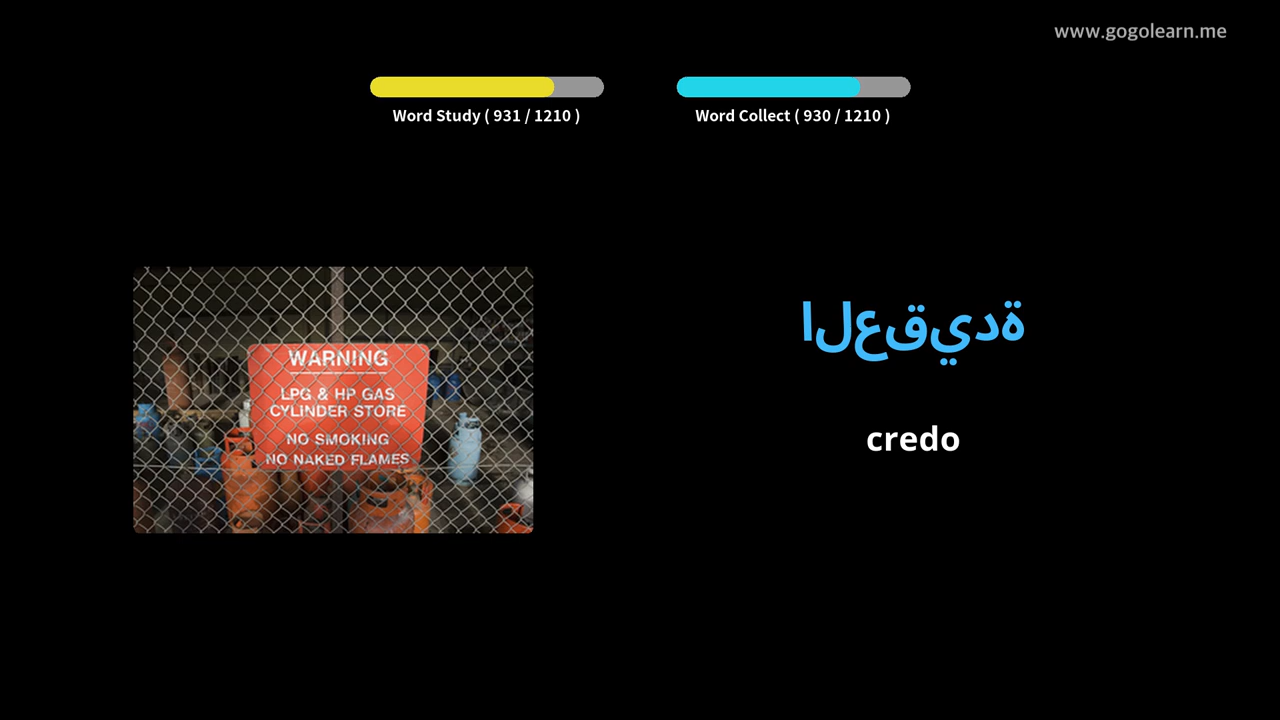 www.gogolearn.me
Word Study ( 931 / 1210 )
Word Collect ( 930 / 1210 )
العقيدة
credo
WARNING
LPG & HP GAS
CYLINDER STORE
NO SMOKING
NO NAKED FLAMES